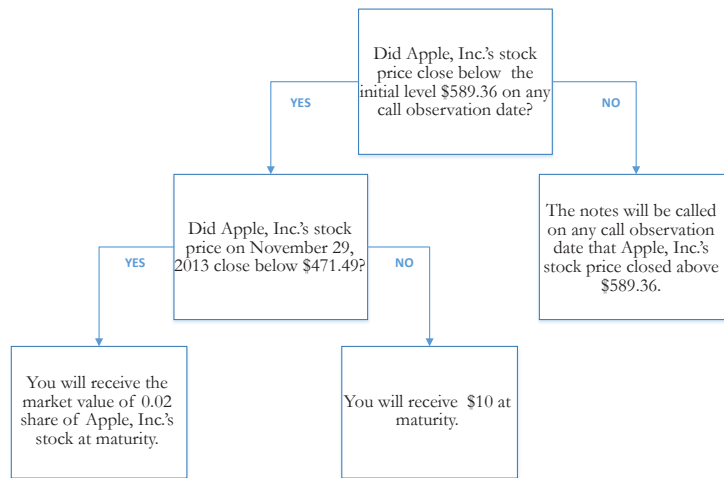 Did Apple, Inc.'s stock
price close below the
initial level $589.36 on any
call observation date?
YES
NO
Did Apple, Inc.'s stock
price on November 29,
2013 close below $471.49?
The notes will be called
on any call observation
date that Apple, Inc.'s
stock price closed above
$589.36.
YES
NO
You will receive the
market value of 0.02
share of Apple, Inc.'s
stock at maturity.
You will receive $10 at
maturity.